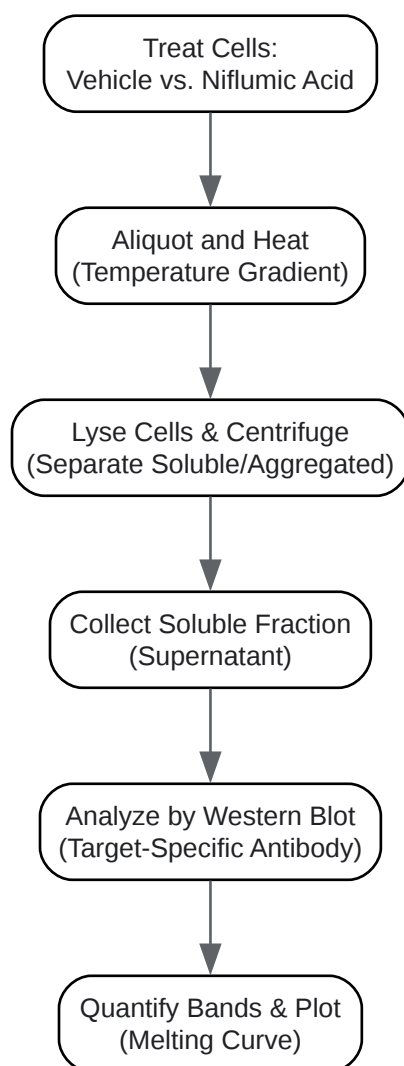 Treat Cells:
Vehicle vs. Niflumic Acid
Aliquot and Heat
(Temperature Gradient)
Lyse Cells & Centrifuge
(Separate Soluble/Aggregated)
Collect Soluble Fraction
(Supernatant)
Analyze by Western Blot
(Target-Specific Antibody)
Quantify Bands & Plot
(Melting Curve)